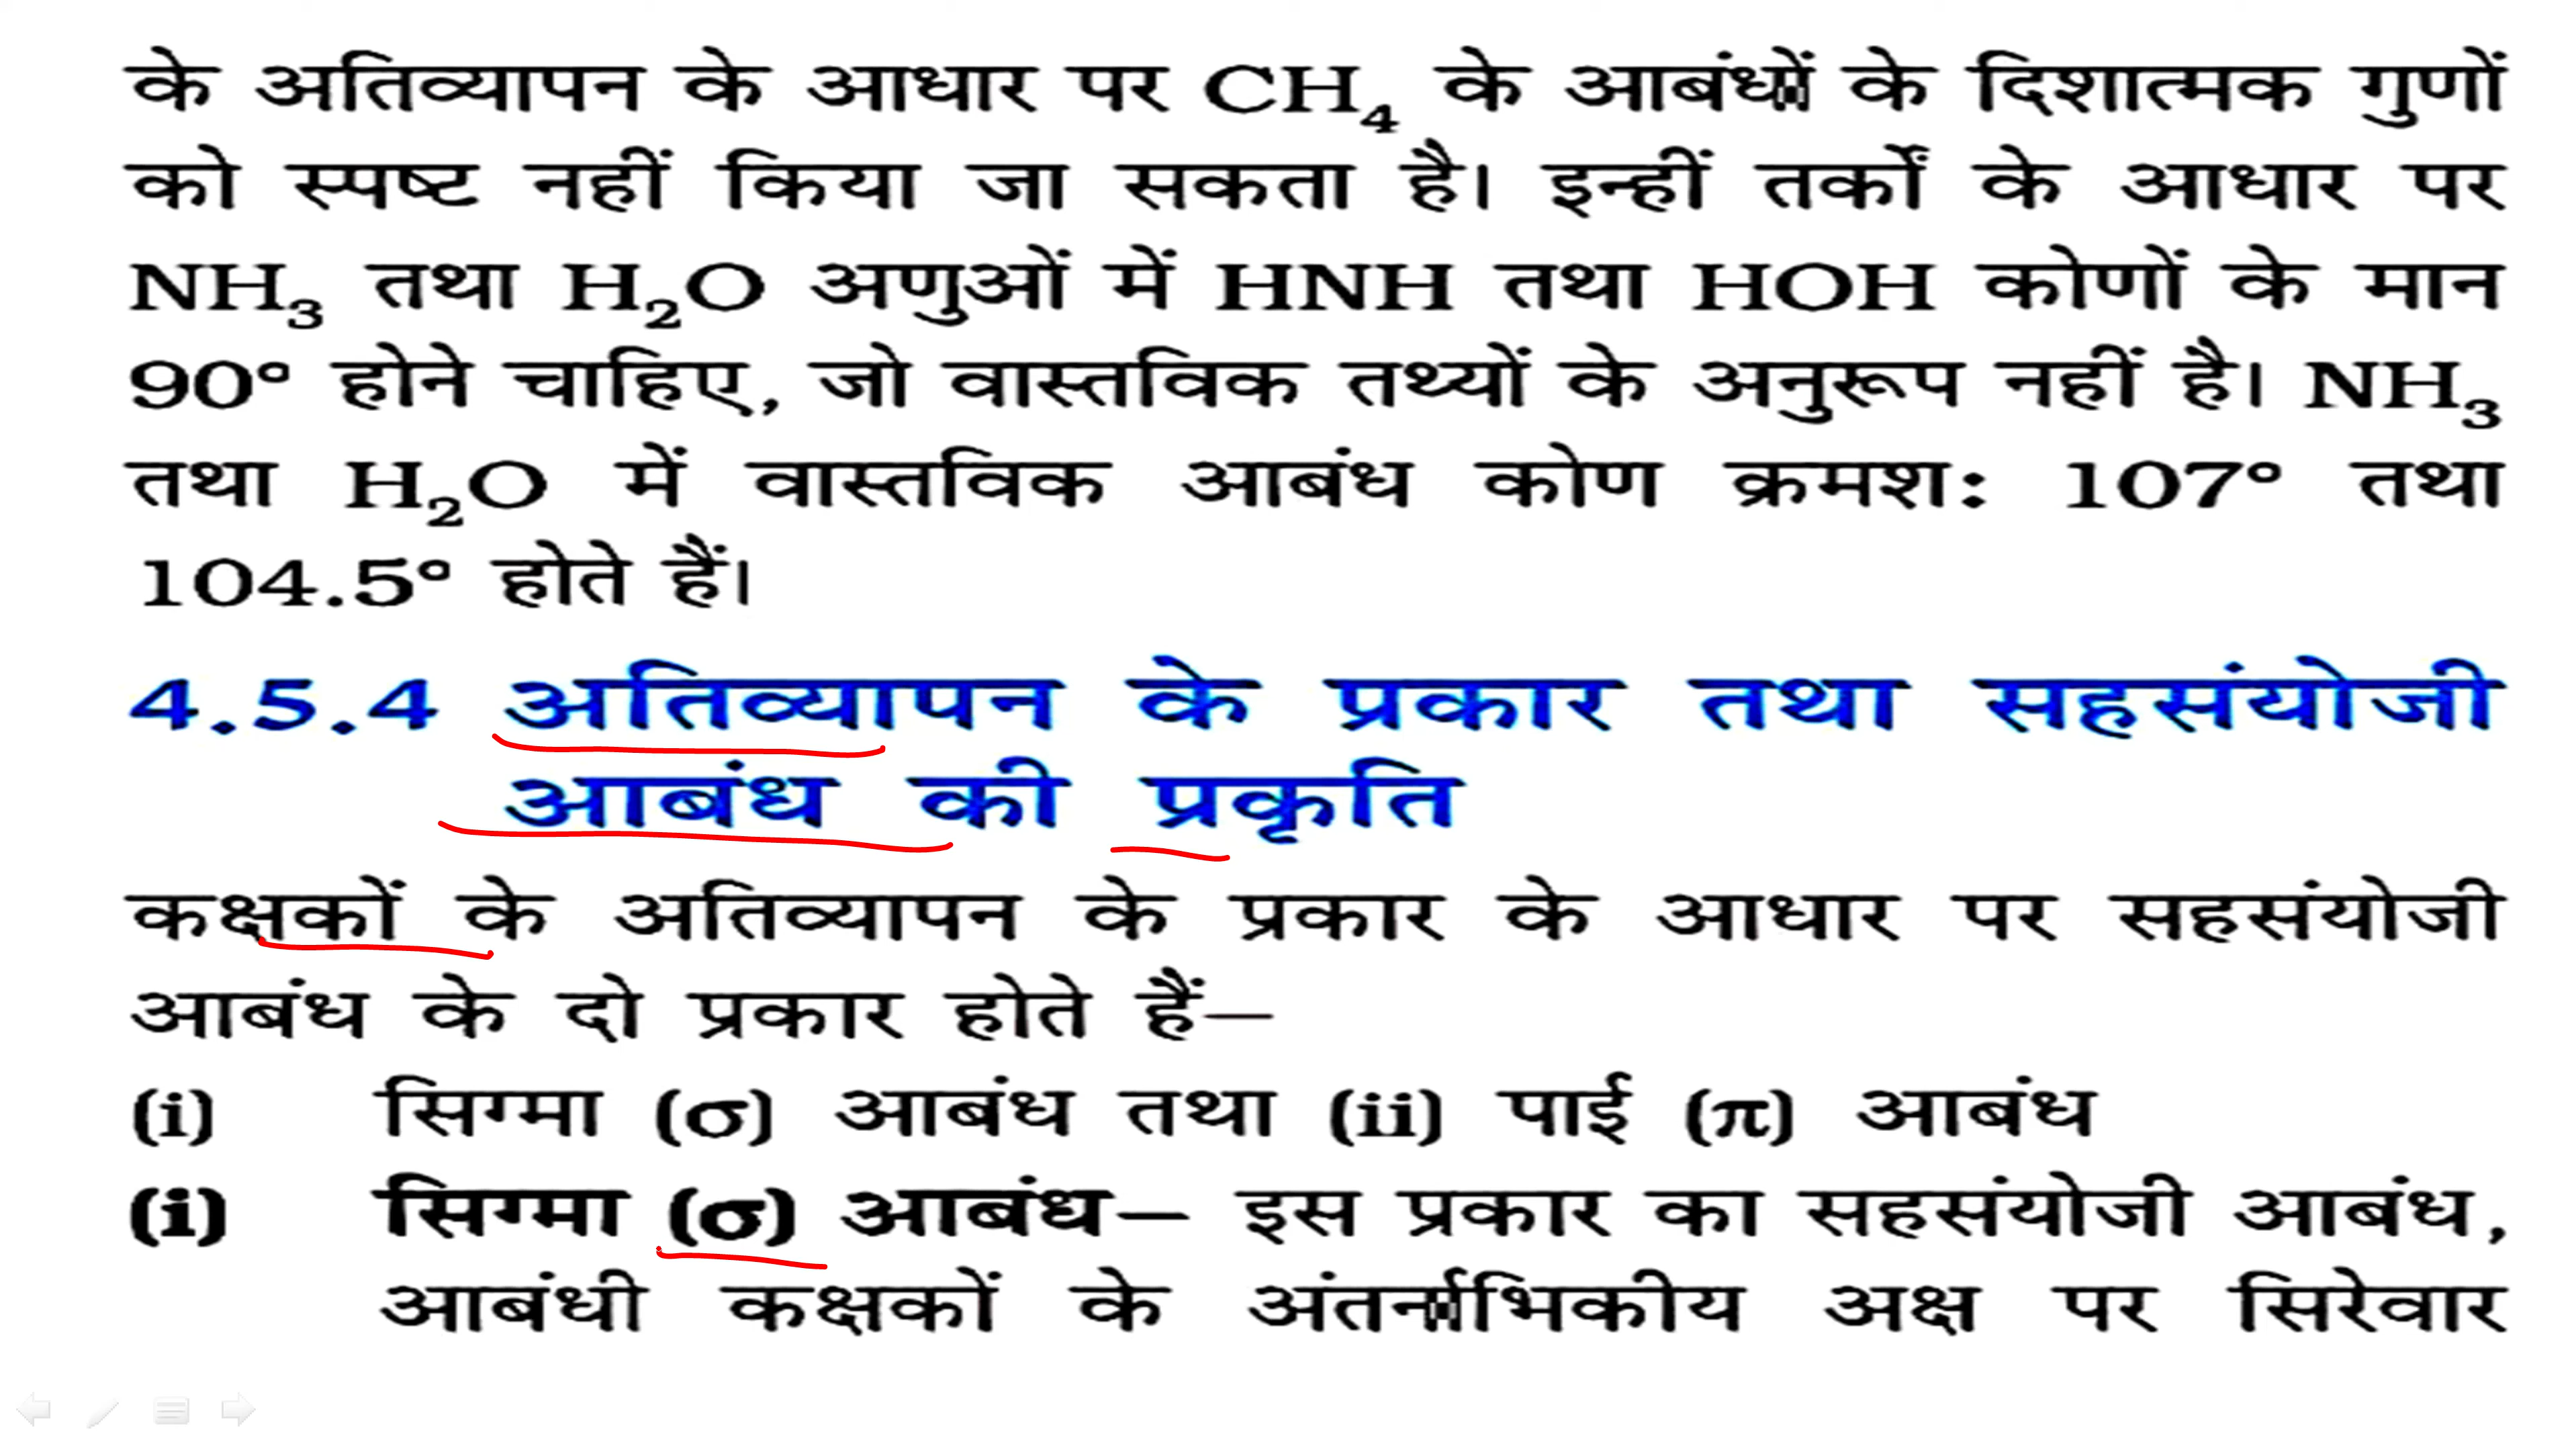 के अतिव्यापन के आधार पर CH₄ के आबंधों के दिशात्मक गुणों
को स्पष्ट नहीं किया जा सकता है। इन्हीं तर्कों के आधार पर
NH₃ तथा H₂O अणुओं में HNH तथा HOH कोणों के मान
90° होने चाहिए, जो वास्तविक तथ्यों के अनुरूप नहीं है। NH₃
तथा H₂O में वास्तविक आबंध कोण क्रमशः 107° तथा
104.5° होते हैं।
4.5.4 अतिव्यापन के प्रकार तथा सहसंयोजी
आबंध की प्रकृति
कक्षकों के अतिव्यापन के प्रकार के आधार पर सहसंयोजी
आबंध के दो प्रकार होते हैं—
(i) सिग्मा (σ) आबंध तथा (ii) पाई (π) आबंध
(i) सिग्मा (σ) आबंध— इस प्रकार का सहसंयोजी आबंध,
आबंधी कक्षकों के अंतर्नाभिकीय अक्ष पर सिरेवार